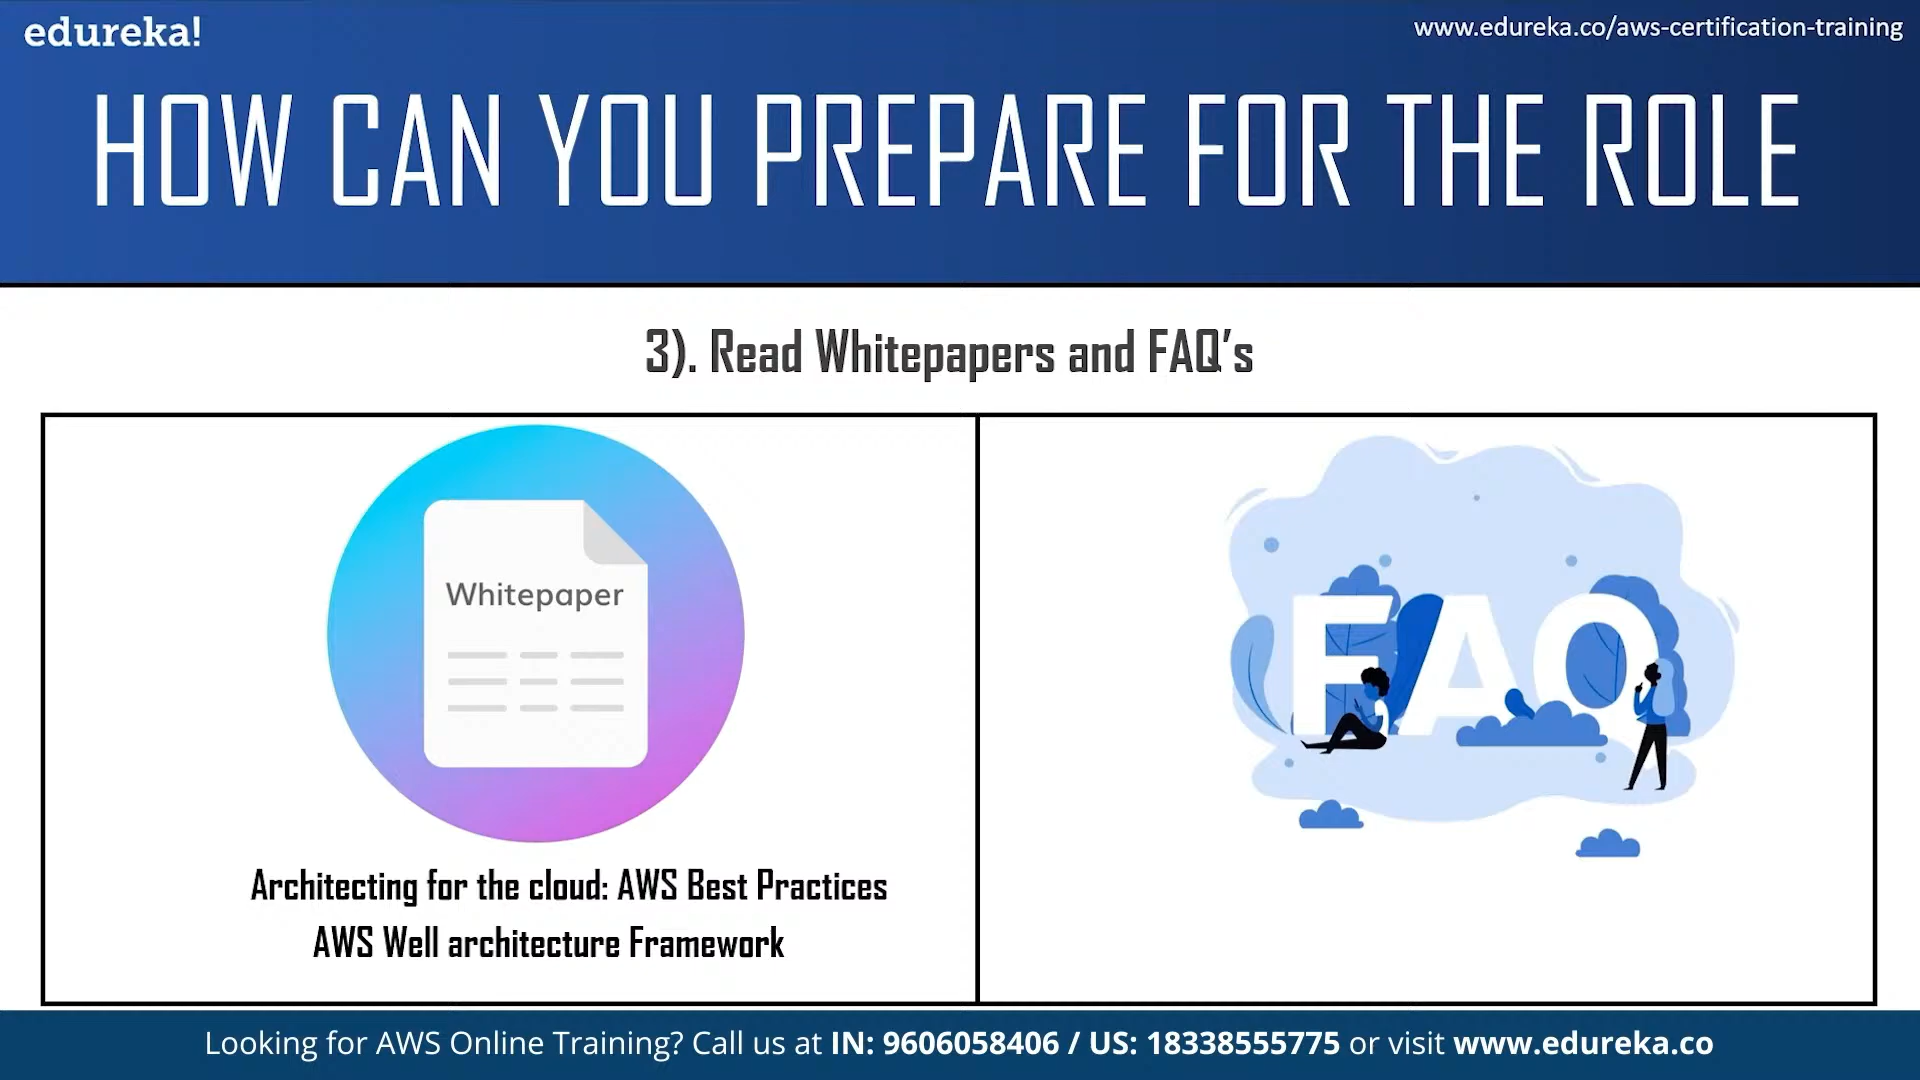 edureka!
www.edureka.co/aws-certification-training
HOW CAN YOU PREPARE FOR THE ROLE
3). Read Whitepapers and FAQ's
Whitepaper
FAQ
Architecting for the cloud: AWS Best Practices
AWS Well architecture Framework
Looking for AWS Online Training? Call us at IN: 9606058406 / US: 18338555775 or visit www.edureka.co